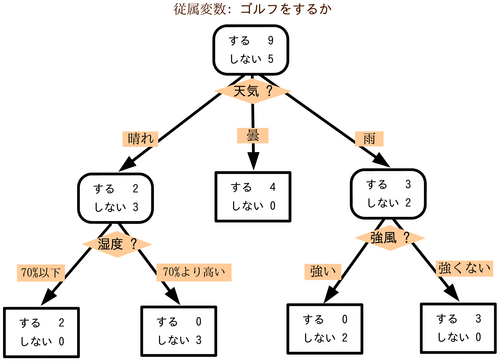 従属変数: ゴルフをするか
する 9
しない 5
天気 ?
晴れ
曇
雨
する 2
しない 3
する 4
しない 0
する 3
しない 2
湿度 ?
強風 ?
70%以下
70%より高い
強い
強くない
する 2
しない 0
する 0
しない 3
する 0
しない 2
する 3
しない 0